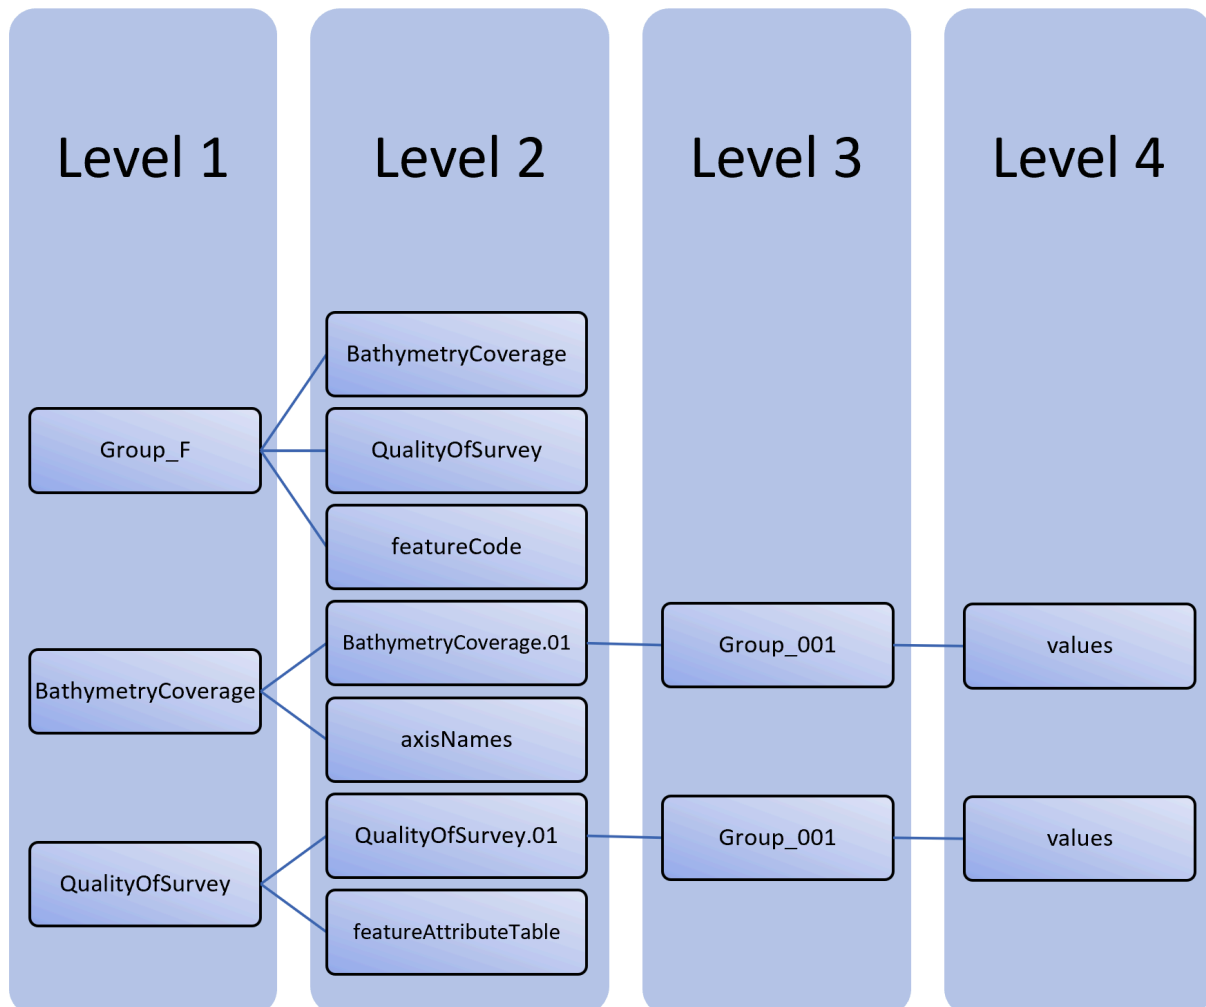 Level 1
Level 2
Level 3
Level 4
BathymetryCoverage
Group_F
QualityOfSurvey
featureCode
BathymetryCoverage.01
Group_001
values
BathymetryCoverage
axisNames
QualityOfSurvey.01
Group_001
values
QualityOfSurvey
featureAttributeTable